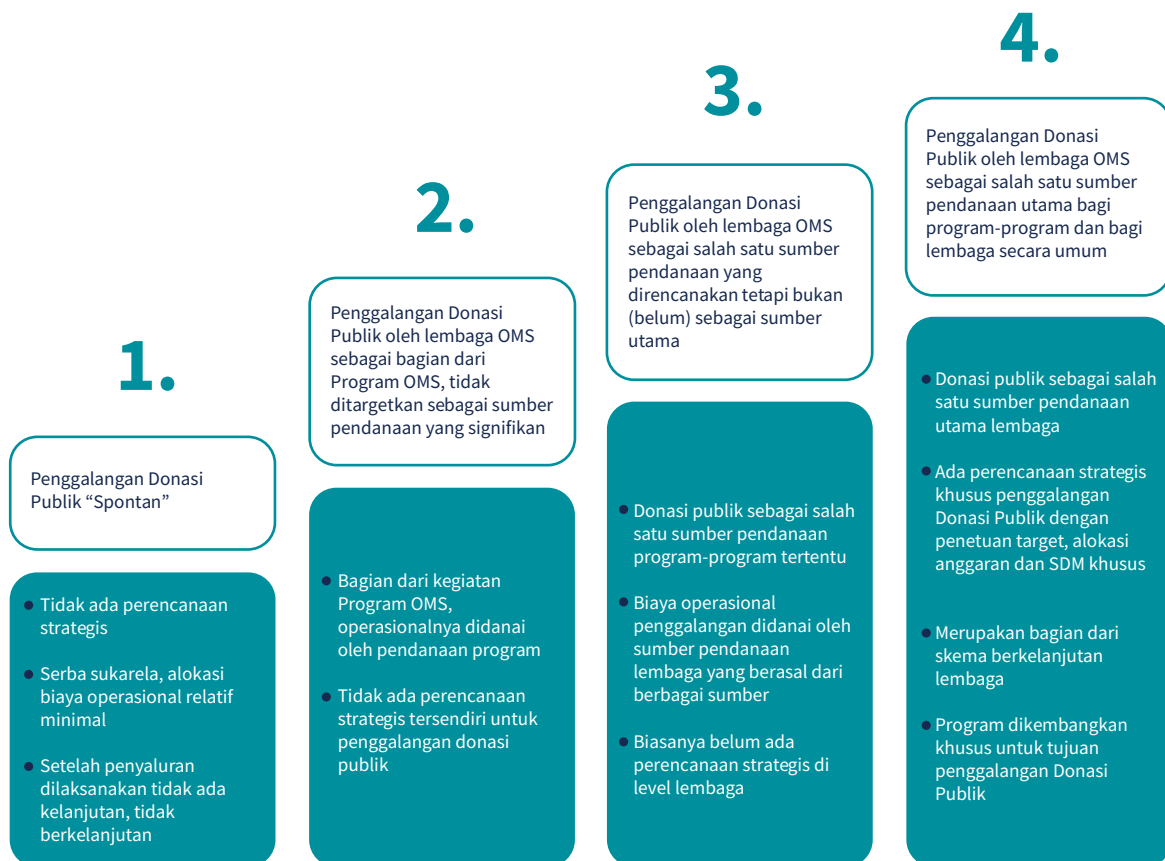 1.
Penggalangan Donasi
Publik “Spontan”
Tidak ada perencanaan
strategis
Serba sukarela, alokasi
biaya operasional relatif
minimal
Setelah penyaluran
dilaksanakan tidak ada
kelanjutan, tidak
berkelanjutan
2.
Penggalangan Donasi
Publik oleh lembaga OMS
sebagai bagian dari
Program OMS, tidak
ditargetkan sebagai sumber
pendanaan yang signifikan
Bagian dari kegiatan
Program OMS,
operasionalnya didanai
oleh pendanaan program
Tidak ada perencanaan
strategis tersendiri untuk
penggalangan donasi
publik
3.
Penggalangan Donasi
Publik oleh lembaga OMS
sebagai salah satu sumber
pendanaan yang
direncanakan tetapi bukan
(belum) sebagai sumber
utama
Donasi publik sebagai salah
satu sumber pendanaan
program-program tertentu
Biaya operasional
penggalangan didanai oleh
sumber pendanaan
lembaga yang berasal dari
berbagai sumber
Biasanya belum ada
perencanaan strategis di
level lembaga
4.
Penggalangan Donasi
Publik oleh lembaga OMS
sebagai salah satu sumber
pendanaan utama bagi
program-program dan bagi
lembaga secara umum
Donasi publik sebagai salah
satu sumber pendanaan
utama lembaga
Ada perencanaan strategis
khusus penggalangan
Donasi Publik dengan
penetuan target, alokasi
anggaran dan SDM khusus
Merupakan bagian dari
skema berkelanjutan
lembaga
Program dikembangkan
khusus untuk tujuan
penggalangan Donasi
Publik